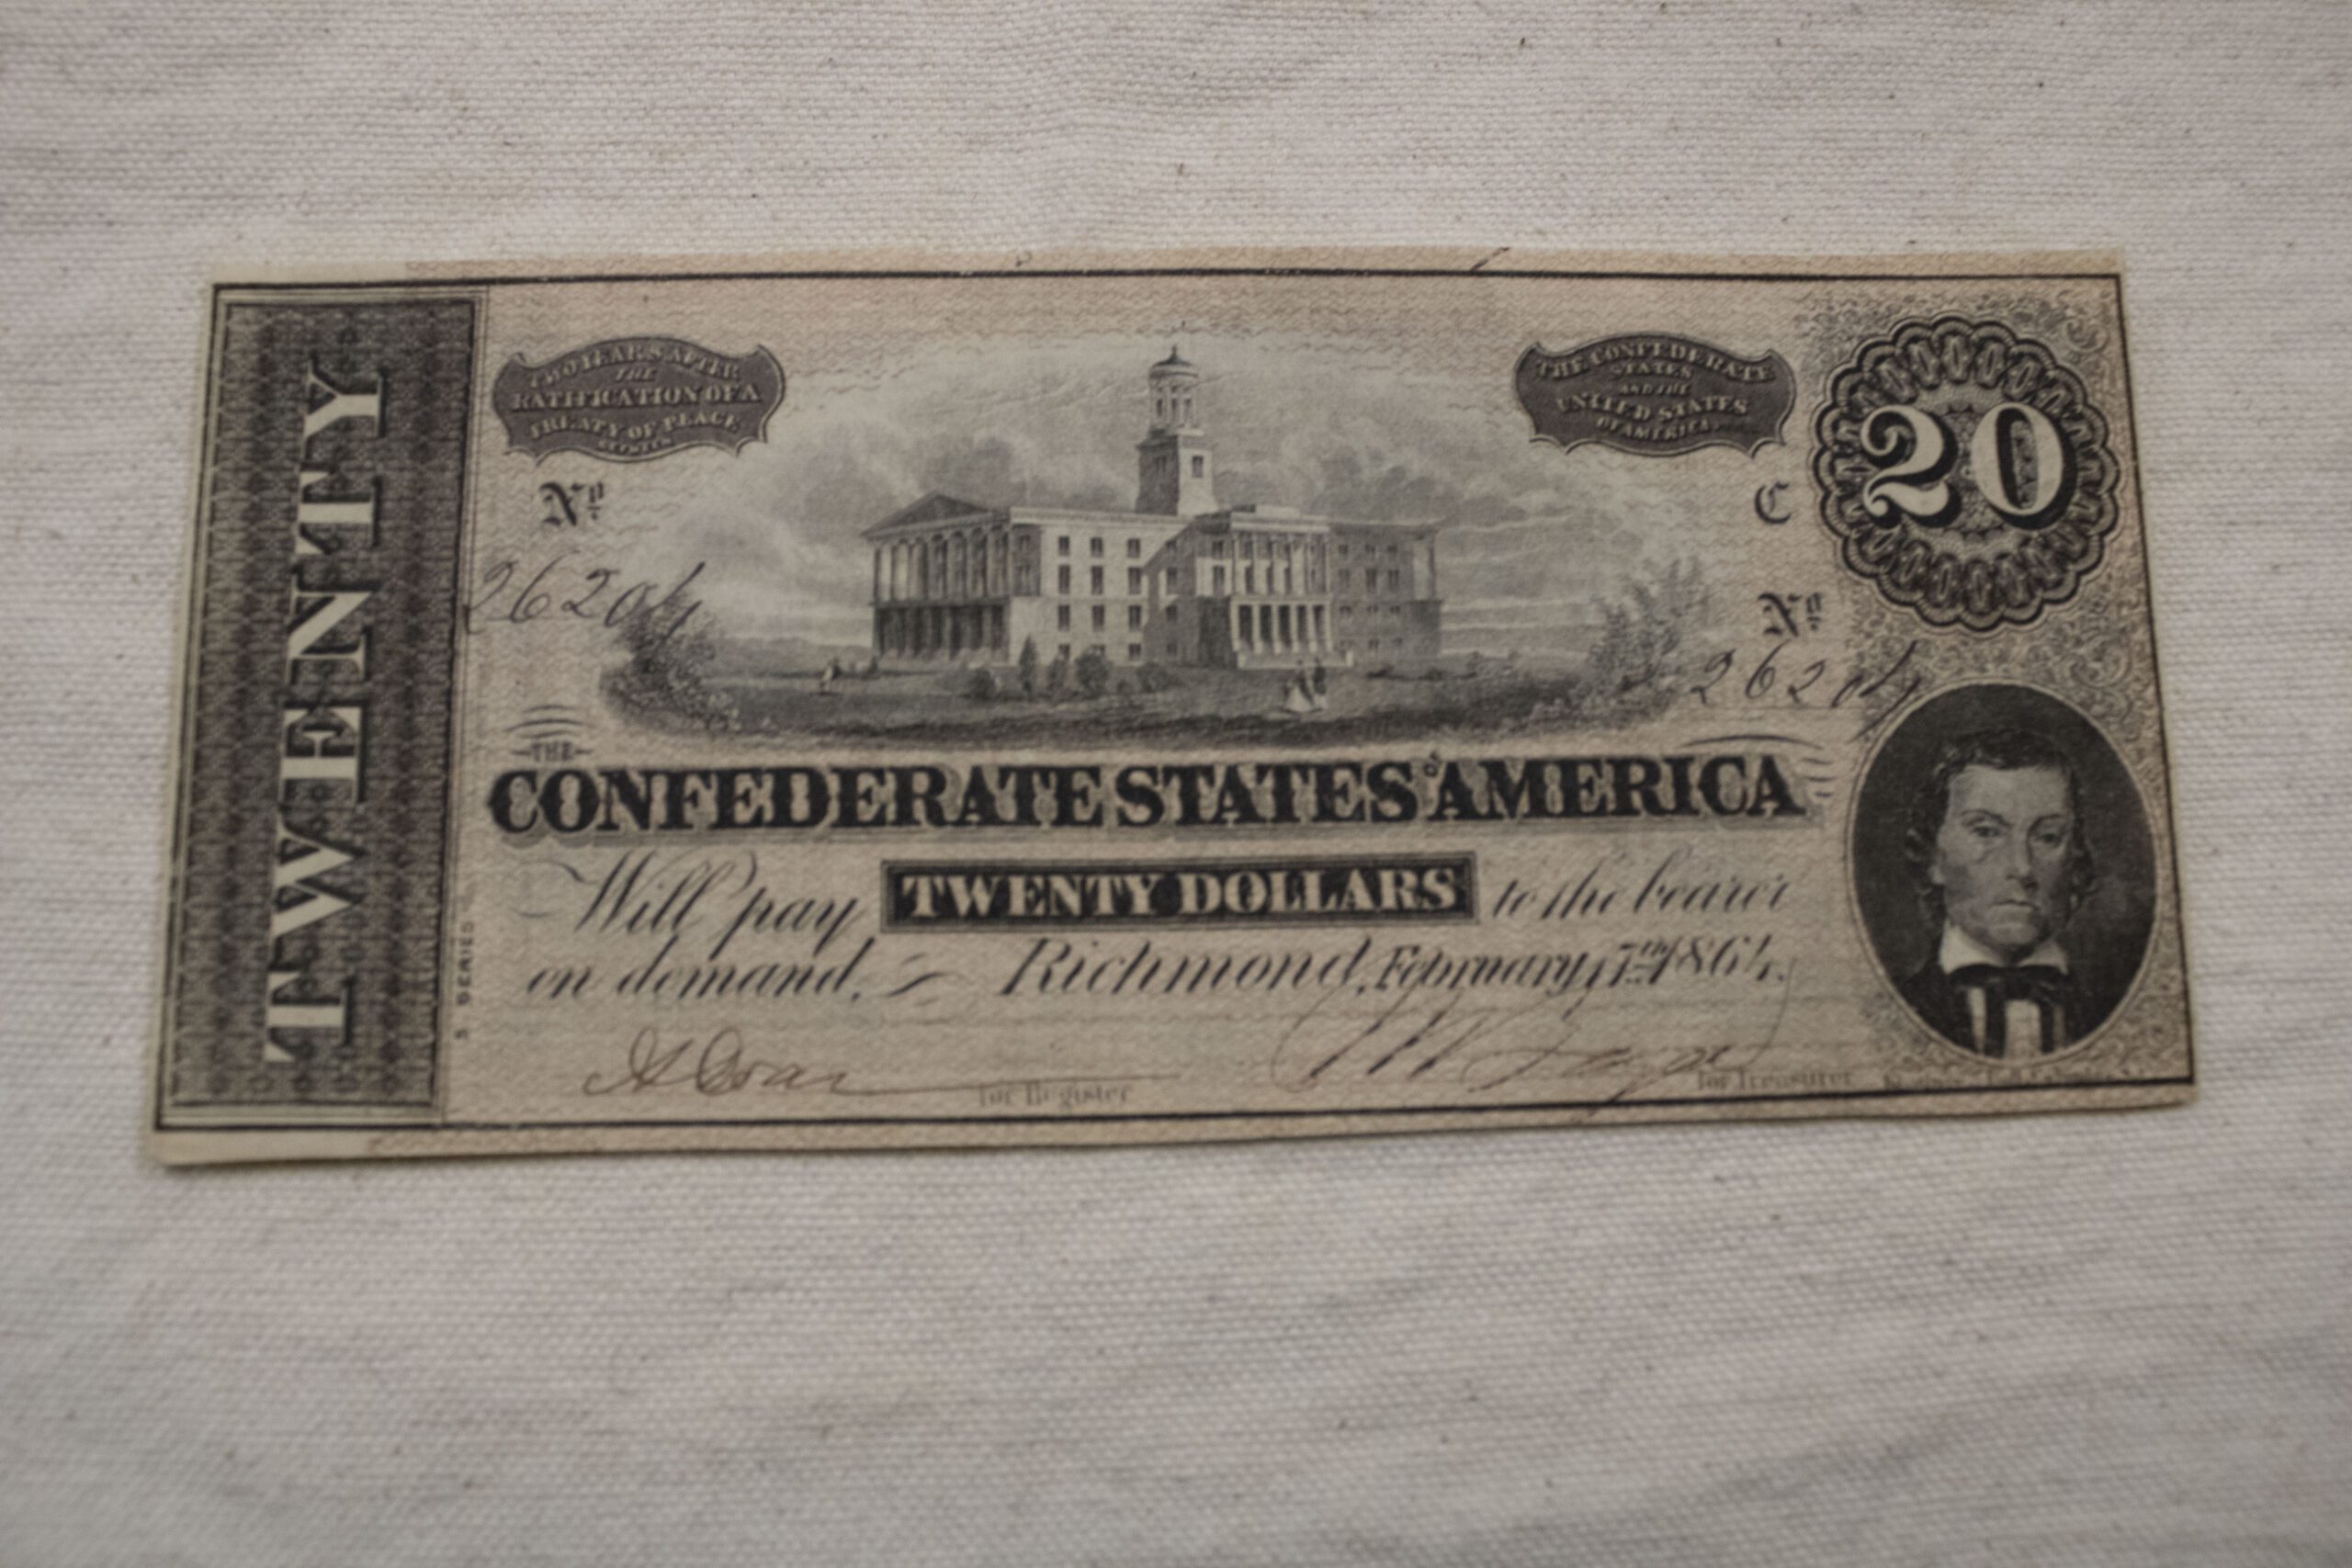 TWENTY
TWO YEARS AFTER
THE
RATIFICATION OF A
TREATY OF PEACE
BETWEEN
THE CONFEDERATE
STATES
AND THE
UNITED STATES
OF AMERICA.
20
C
No
26204
No
26204
THE
CONFEDERATE STATES OF AMERICA
Will pay TWENTY DOLLARS to the bearer
on demand, Richmond, February 17th 1864.
SERIES
for Register
for Treasurer